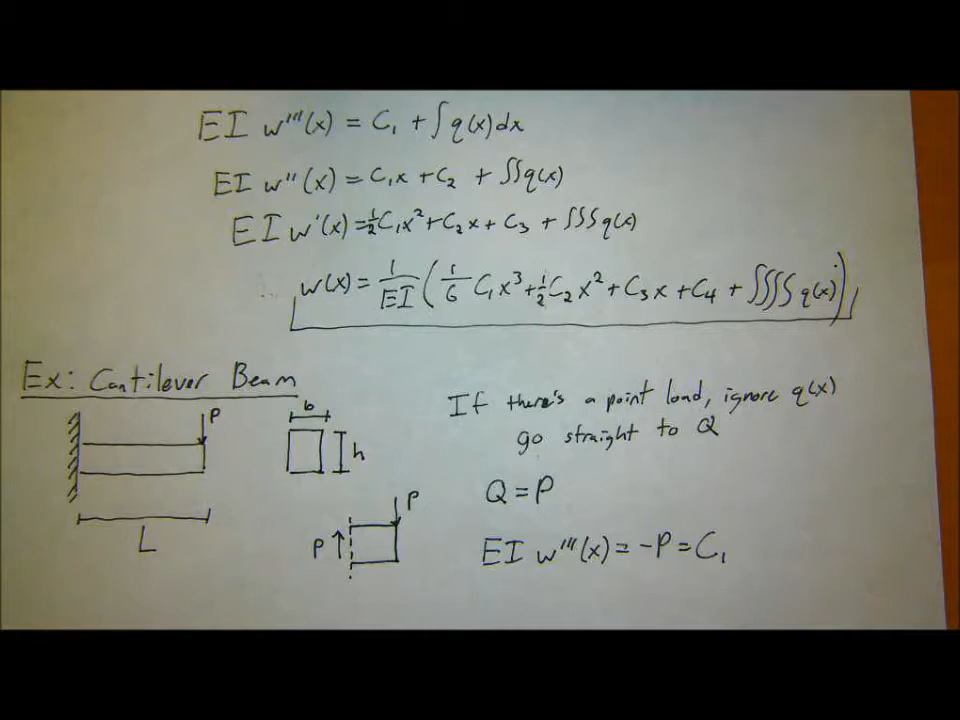 EI w'''(x) = C₁ + ∫q(x)dx
EI w''(x) = C₁x + C₂ + ∫∫q(x)
EI w'(x) = ½C₁x² + C₂x + C₃ + ∫∫∫q(x)
w(x) = 1/EI (1/6 C₁x³ + ½C₂x² + C₃x + C₄ + ∫∫∫∫q(x))
Ex: Cantilever Beam
If there's a point load, ignore q(x)
go straight to Q
P
b
h
L
P
P
Q = P
EI w'''(x) = -P = C₁